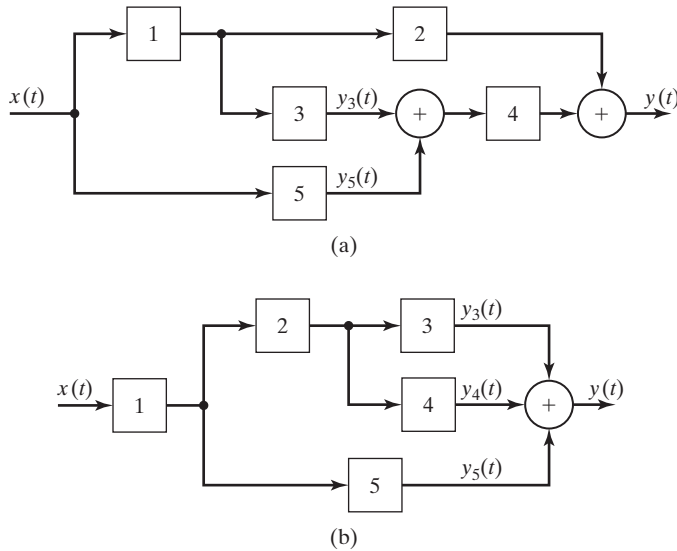 1
2
x(t)
3
y₃(t)
+
4
+
y(t)
5
y₅(t)
(a)
2
3
y₃(t)
x(t)
1
4
y₄(t)
+
y(t)
5
y₅(t)
(b)